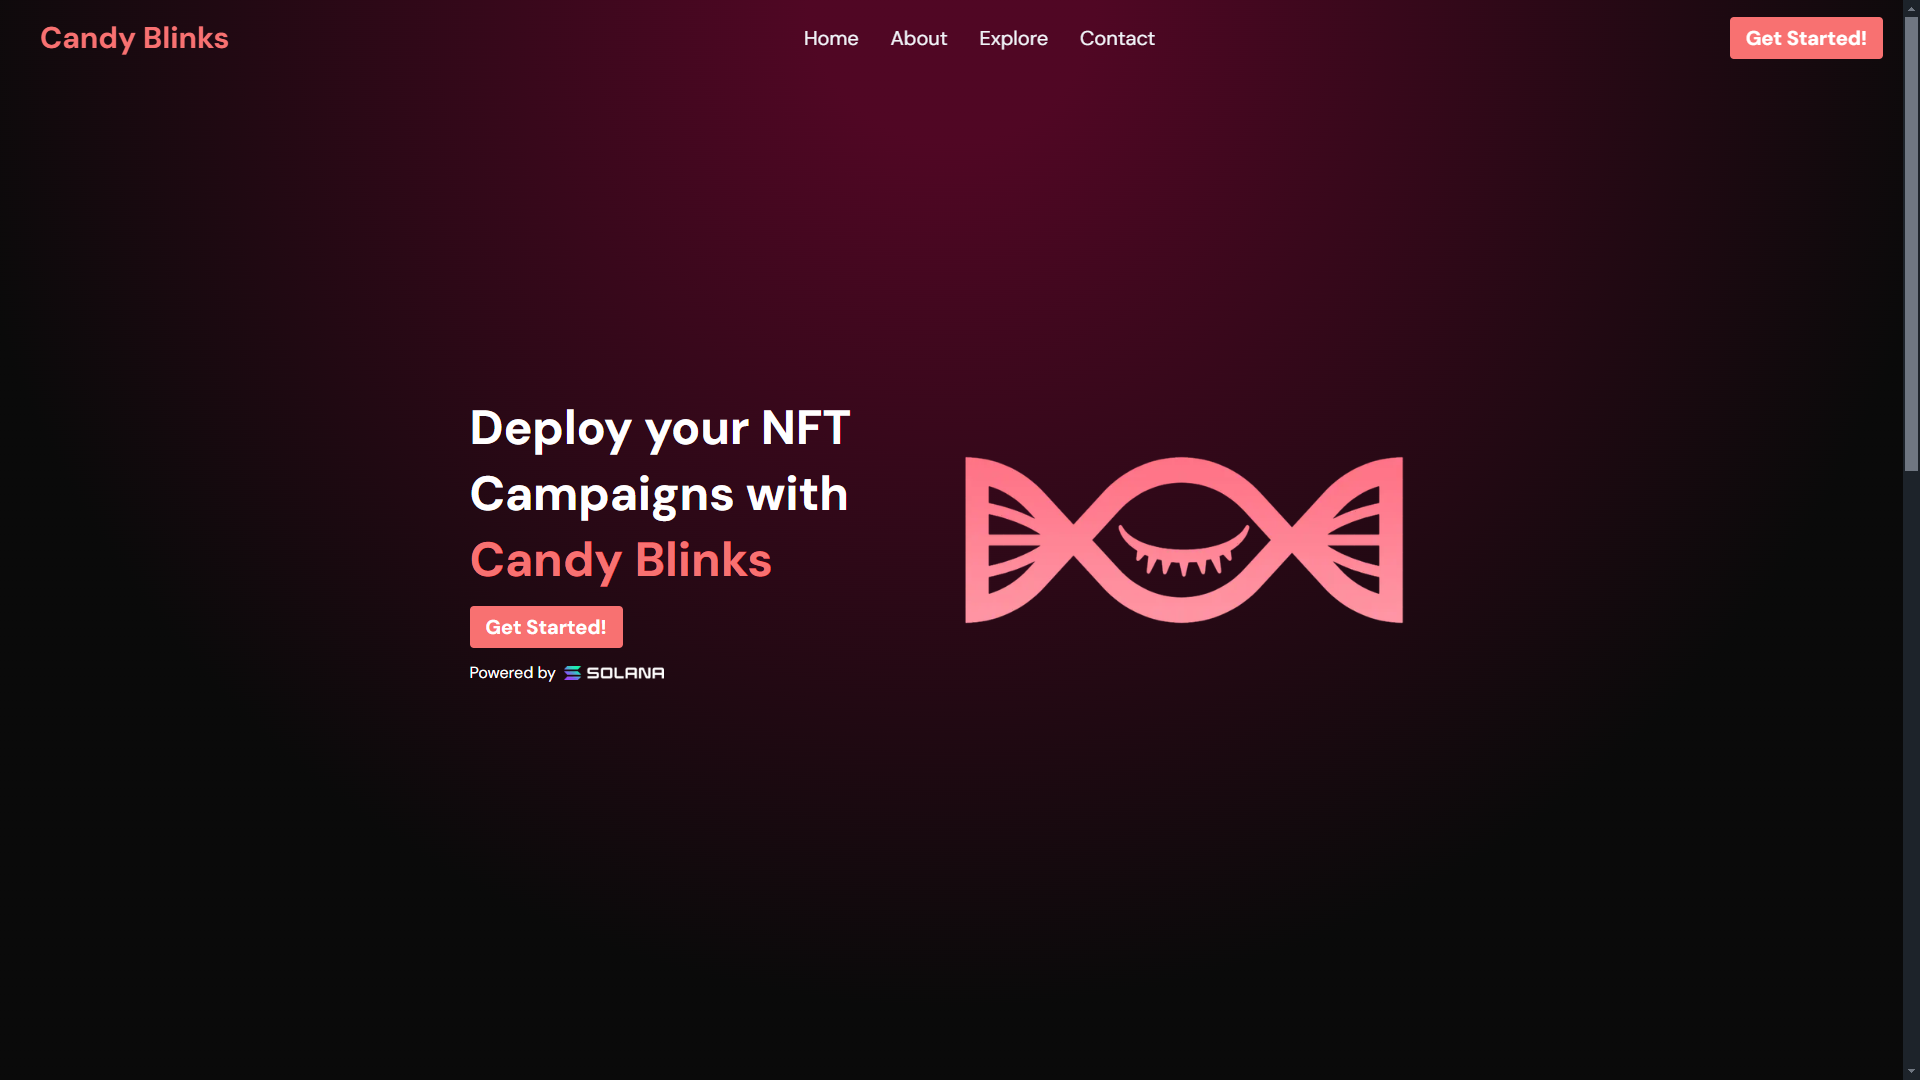 Candy Blinks
Home
About
Explore
Contact
Get Started!
Deploy your NFT
Campaigns with
Candy Blinks
Get Started!
Powered by SOLANA